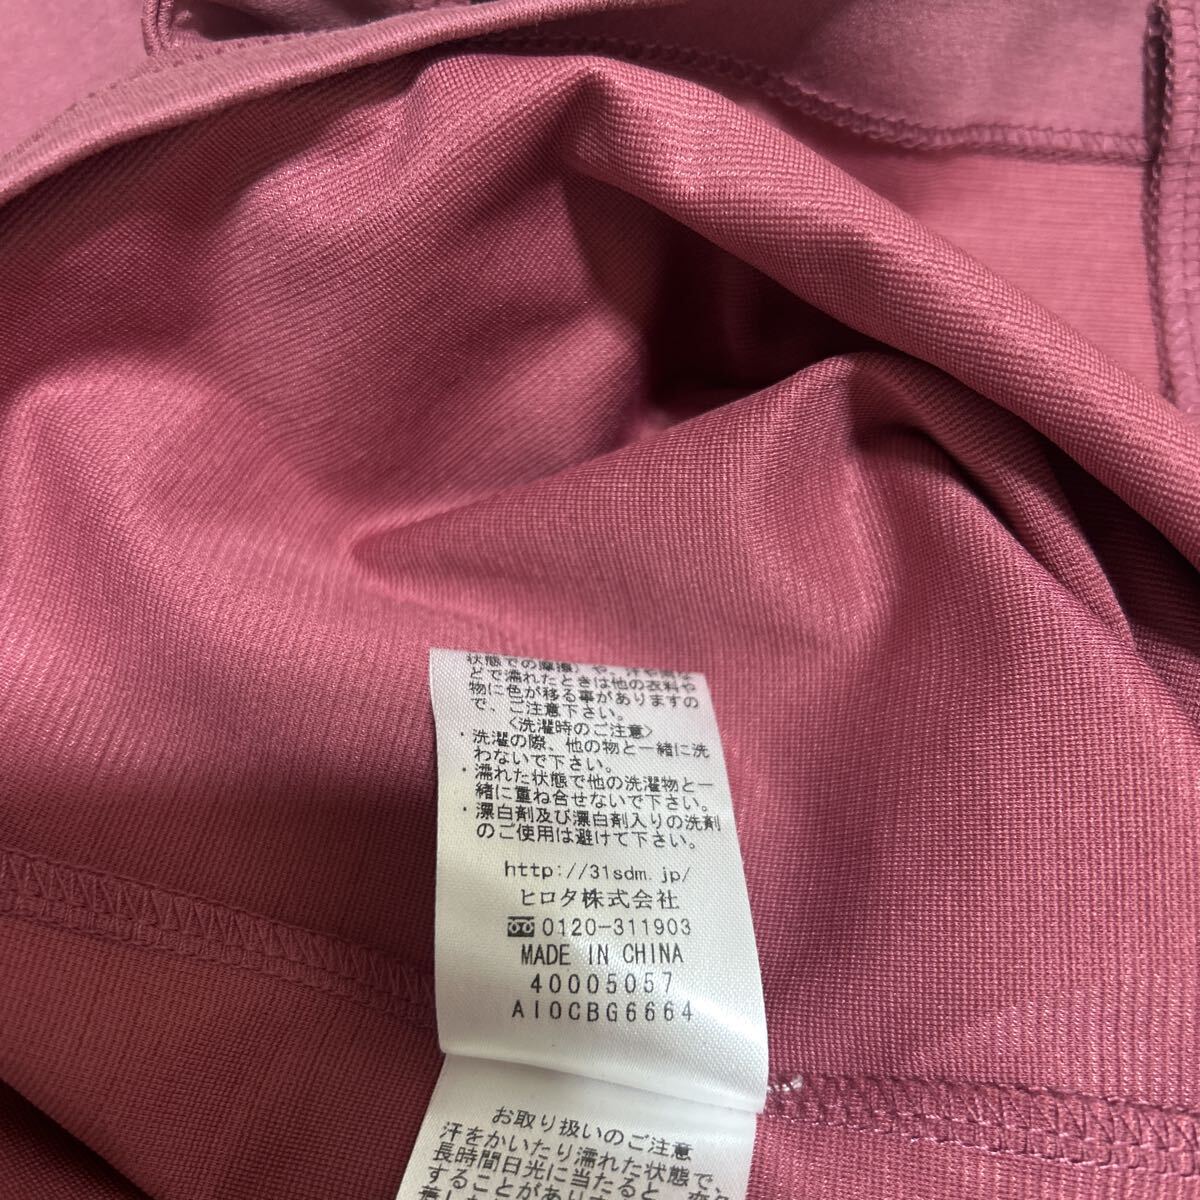 状態での摩擦）や、
どで濡れたときは他の衣料や
物に色が移る事がありますの
で、ご注意下さい。
〈洗濯時のご注意〉
・洗濯の際、他の物と一緒に洗
わないで下さい。
・濡れた状態で他の洗濯物と一
緒に重ね合せないで下さい。
・漂白剤及び漂白剤入りの洗剤
のご使用は避けて下さい。
http://31sdm.jp/
ヒロタ株式会社
0120-311903
MADE IN CHINA
40005057
AI0CBG6664
お取り扱いのご注意
汗をかいたり濡れた状態で、
長時間日光に当たると、変
することがあります